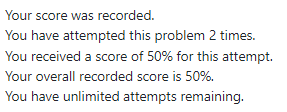 Your score was recorded.
You have attempted this problem 2 times.
You received a score of 50% for this attempt.
Your overall recorded score is 50%.
You have unlimited attempts remaining.